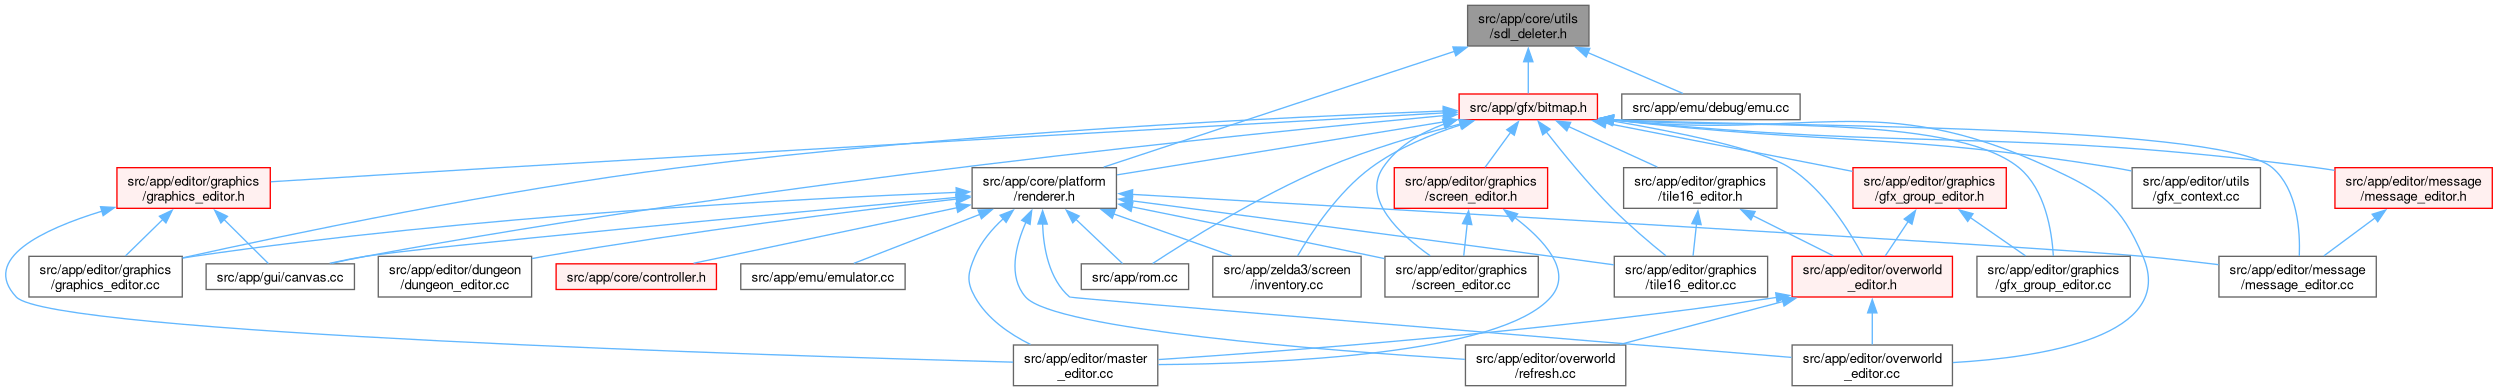 src/app/core/utils
/sdl_deleter.h
src/app/gfx/bitmap.h
src/app/emu/debug/emu.cc
src/app/editor/graphics
/graphics_editor.h
src/app/core/platform
/renderer.h
src/app/editor/graphics
/screen_editor.h
src/app/editor/graphics
/tile16_editor.h
src/app/editor/graphics
/gfx_group_editor.h
src/app/editor/utils
/gfx_context.cc
src/app/editor/message
/message_editor.h
src/app/editor/graphics
/graphics_editor.cc
src/app/gui/canvas.cc
src/app/editor/dungeon
/dungeon_editor.cc
src/app/core/controller.h
src/app/emu/emulator.cc
src/app/rom.cc
src/app/zelda3/screen
/inventory.cc
src/app/editor/graphics
/screen_editor.cc
src/app/editor/graphics
/tile16_editor.cc
src/app/editor/overworld
_editor.h
src/app/editor/graphics
/gfx_group_editor.cc
src/app/editor/message
/message_editor.cc
src/app/editor/master
_editor.cc
src/app/editor/overworld
/refresh.cc
src/app/editor/overworld
_editor.cc